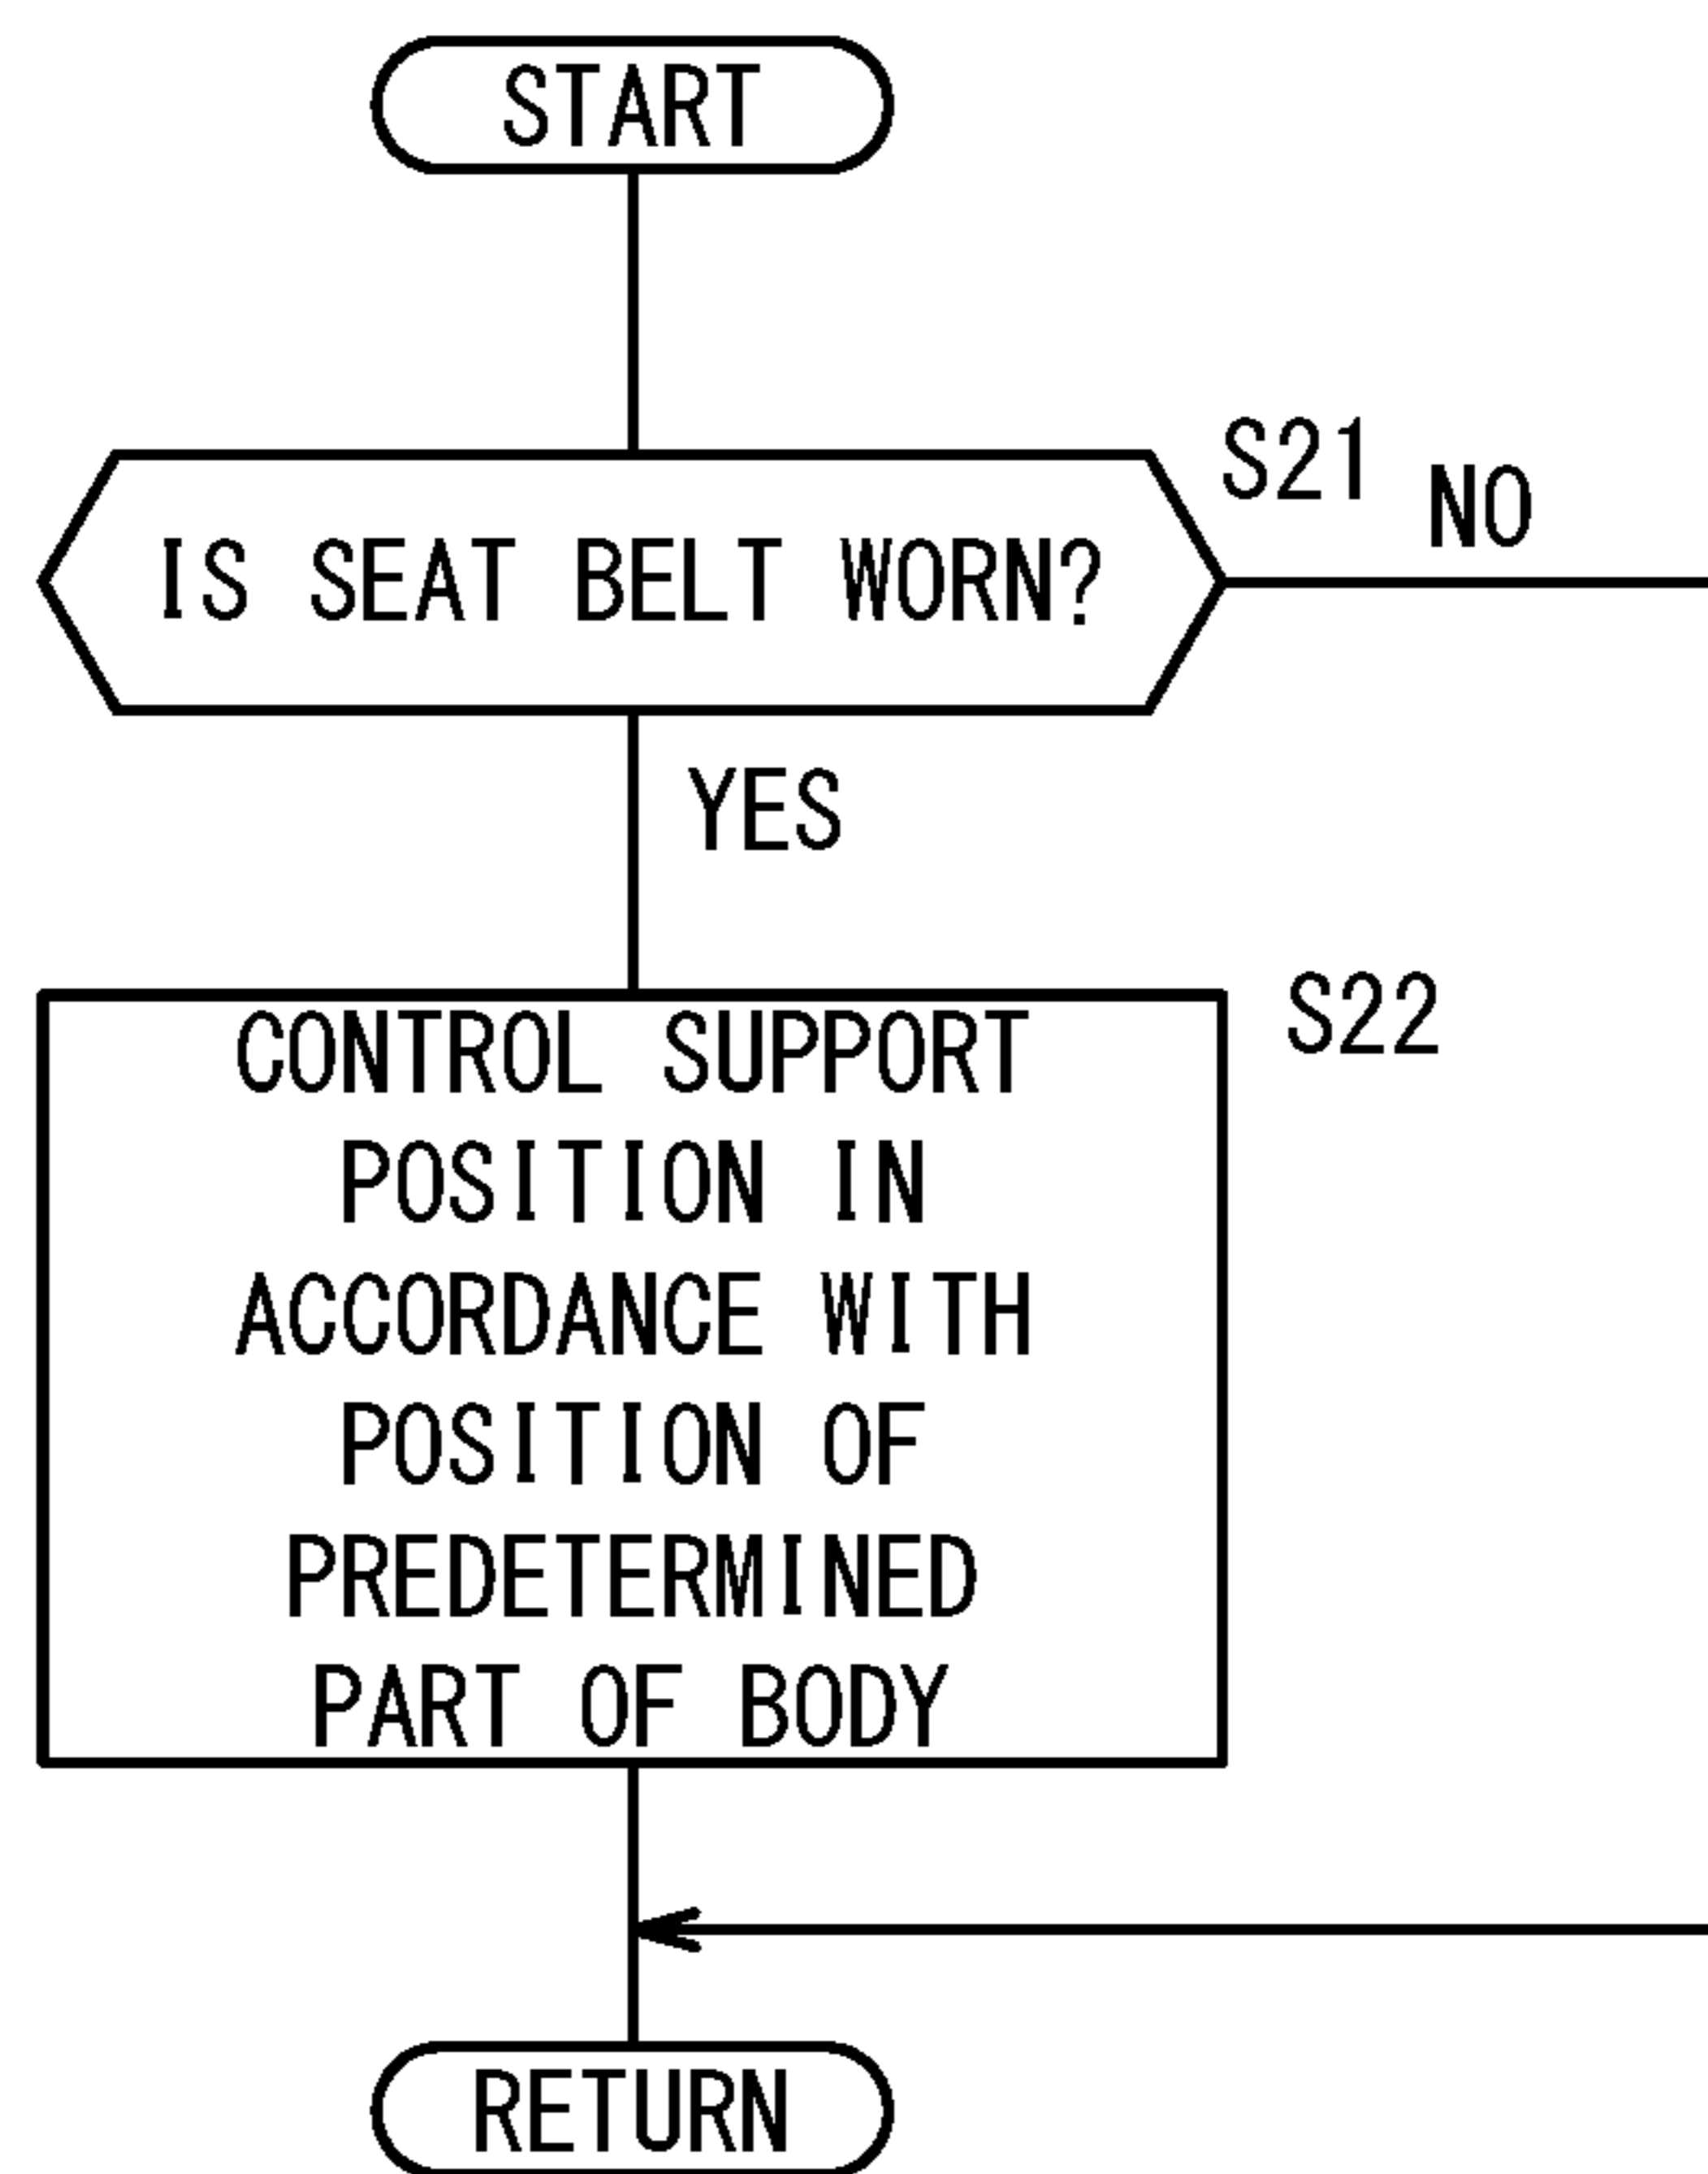 START
S21
NO
IS SEAT BELT WORN?
YES
S22
CONTROL SUPPORT
POSITION IN
ACCORDANCE WITH
POSITION OF
PREDETERMINED
PART OF BODY
RETURN